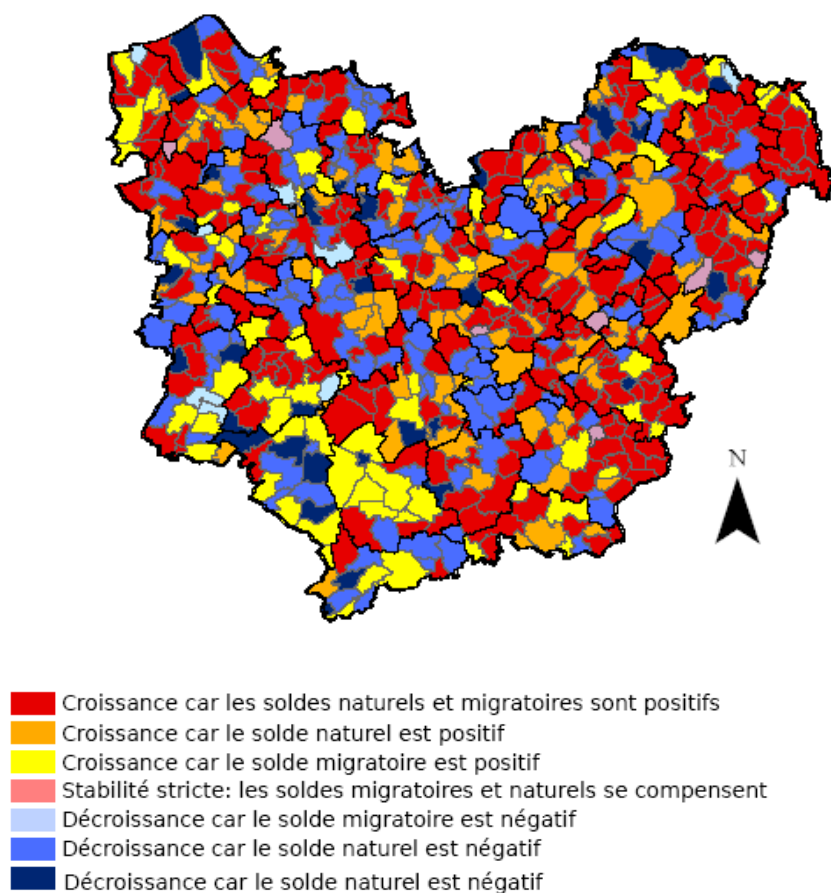 N
Croissance car les soldes naturels et migratoires sont positifs
Croissance car le solde naturel est positif
Croissance car le solde migratoire est positif
Stabilité stricte: les soldes migratoires et naturels se compensent
Décroissance car le solde migratoire est négatif
Décroissance car le solde naturel est négatif
Décroissance car le solde naturel est négatif